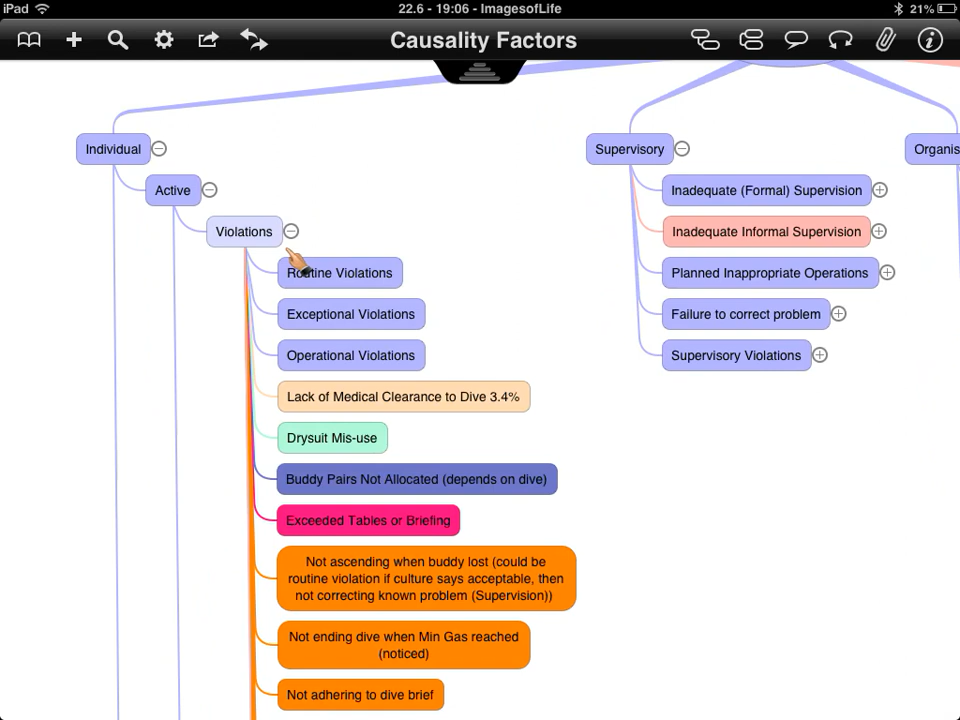 iPad 22.6 - 19:06 - ImagesofLife 21%
Causality Factors
Individual
Active
Violations
Routine Violations
Exceptional Violations
Operational Violations
Lack of Medical Clearance to Dive 3.4%
Drysuit Mis-use
Buddy Pairs Not Allocated (depends on dive)
Exceeded Tables or Briefing
Not ascending when buddy lost (could be
routine violation if culture says acceptable, then
not correcting known problem (Supervision))
Not ending dive when Min Gas reached
(noticed)
Not adhering to dive brief
Supervisory
Inadequate (Formal) Supervision
Inadequate Informal Supervision
Planned Inappropriate Operations
Failure to correct problem
Supervisory Violations
Organis